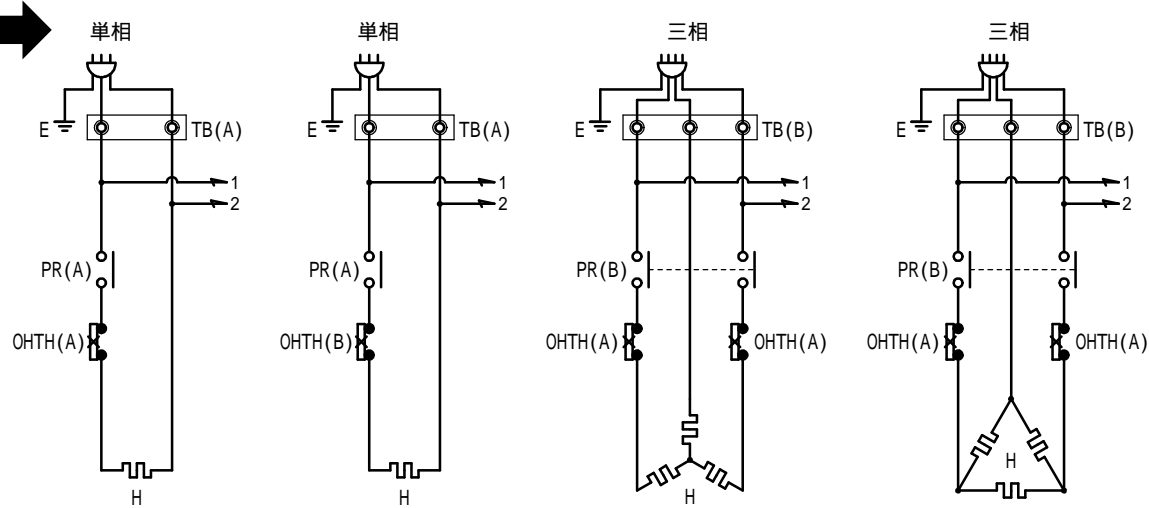 単相
単相
三相
三相
E
TB(A)
E
TB(A)
E
TB(B)
E
TB(B)
1
1
1
1
2
2
2
2
PR(A)
PR(A)
PR(B)
PR(B)
OHTH(A)
OHTH(B)
OHTH(A)
OHTH(A)
OHTH(A)
OHTH(A)
H
H
H
H